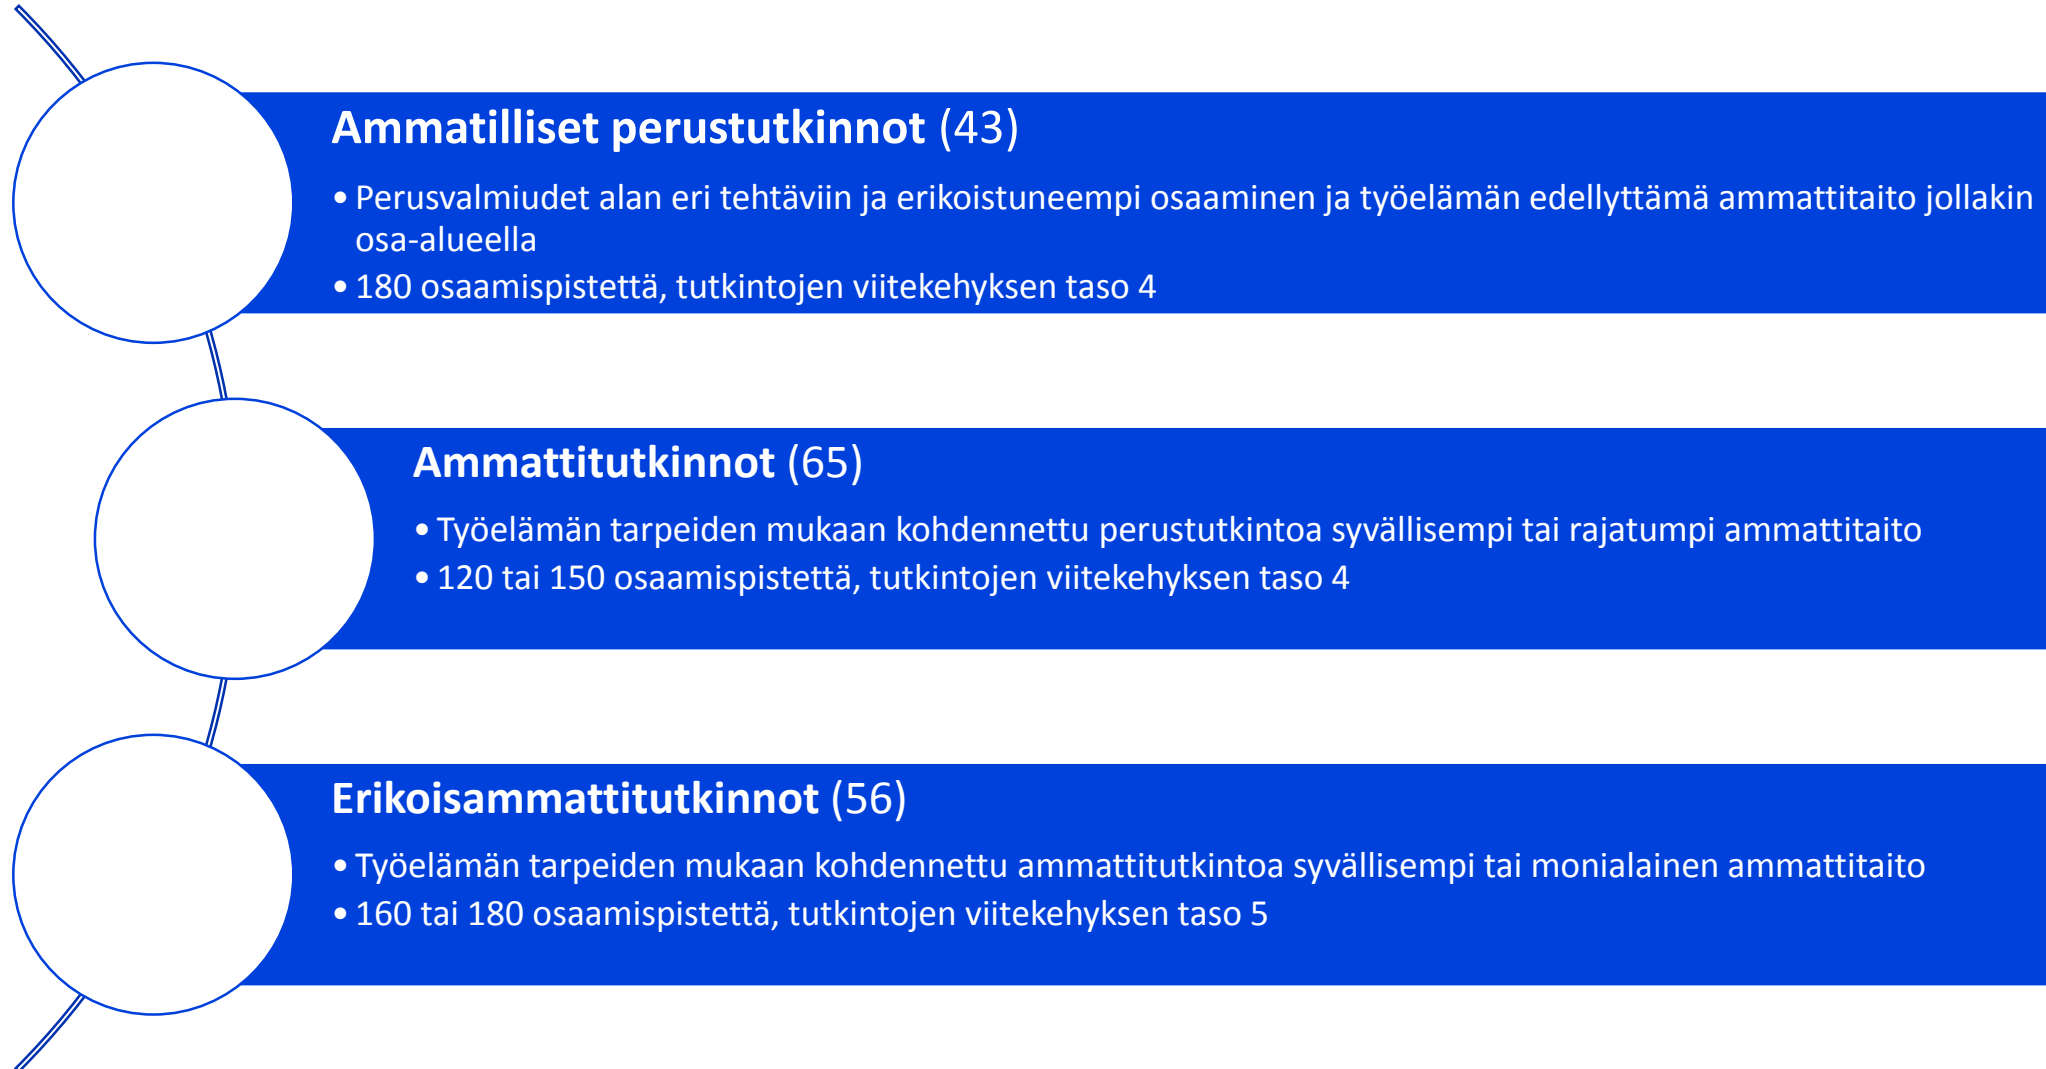 Ammatilliset perustutkinnot (43)
• Perusvalmiudet alan eri tehtäviin ja erikoistuneempi osaaminen ja työelämän edellyttämä ammattitaito jollakin
osa-alueella
• 180 osaamispistettä, tutkintojen viitekehyksen taso 4
Ammattitutkinnot (65)
• Työelämän tarpeiden mukaan kohdennettu perustutkintoa syvällisempi tai rajatumpi ammattitaito
• 120 tai 150 osaamispistettä, tutkintojen viitekehyksen taso 4
Erikoisammattitutkinnot (56)
• Työelämän tarpeiden mukaan kohdennettu ammattitutkintoa syvällisempi tai monialainen ammattitaito
• 160 tai 180 osaamispistettä, tutkintojen viitekehyksen taso 5